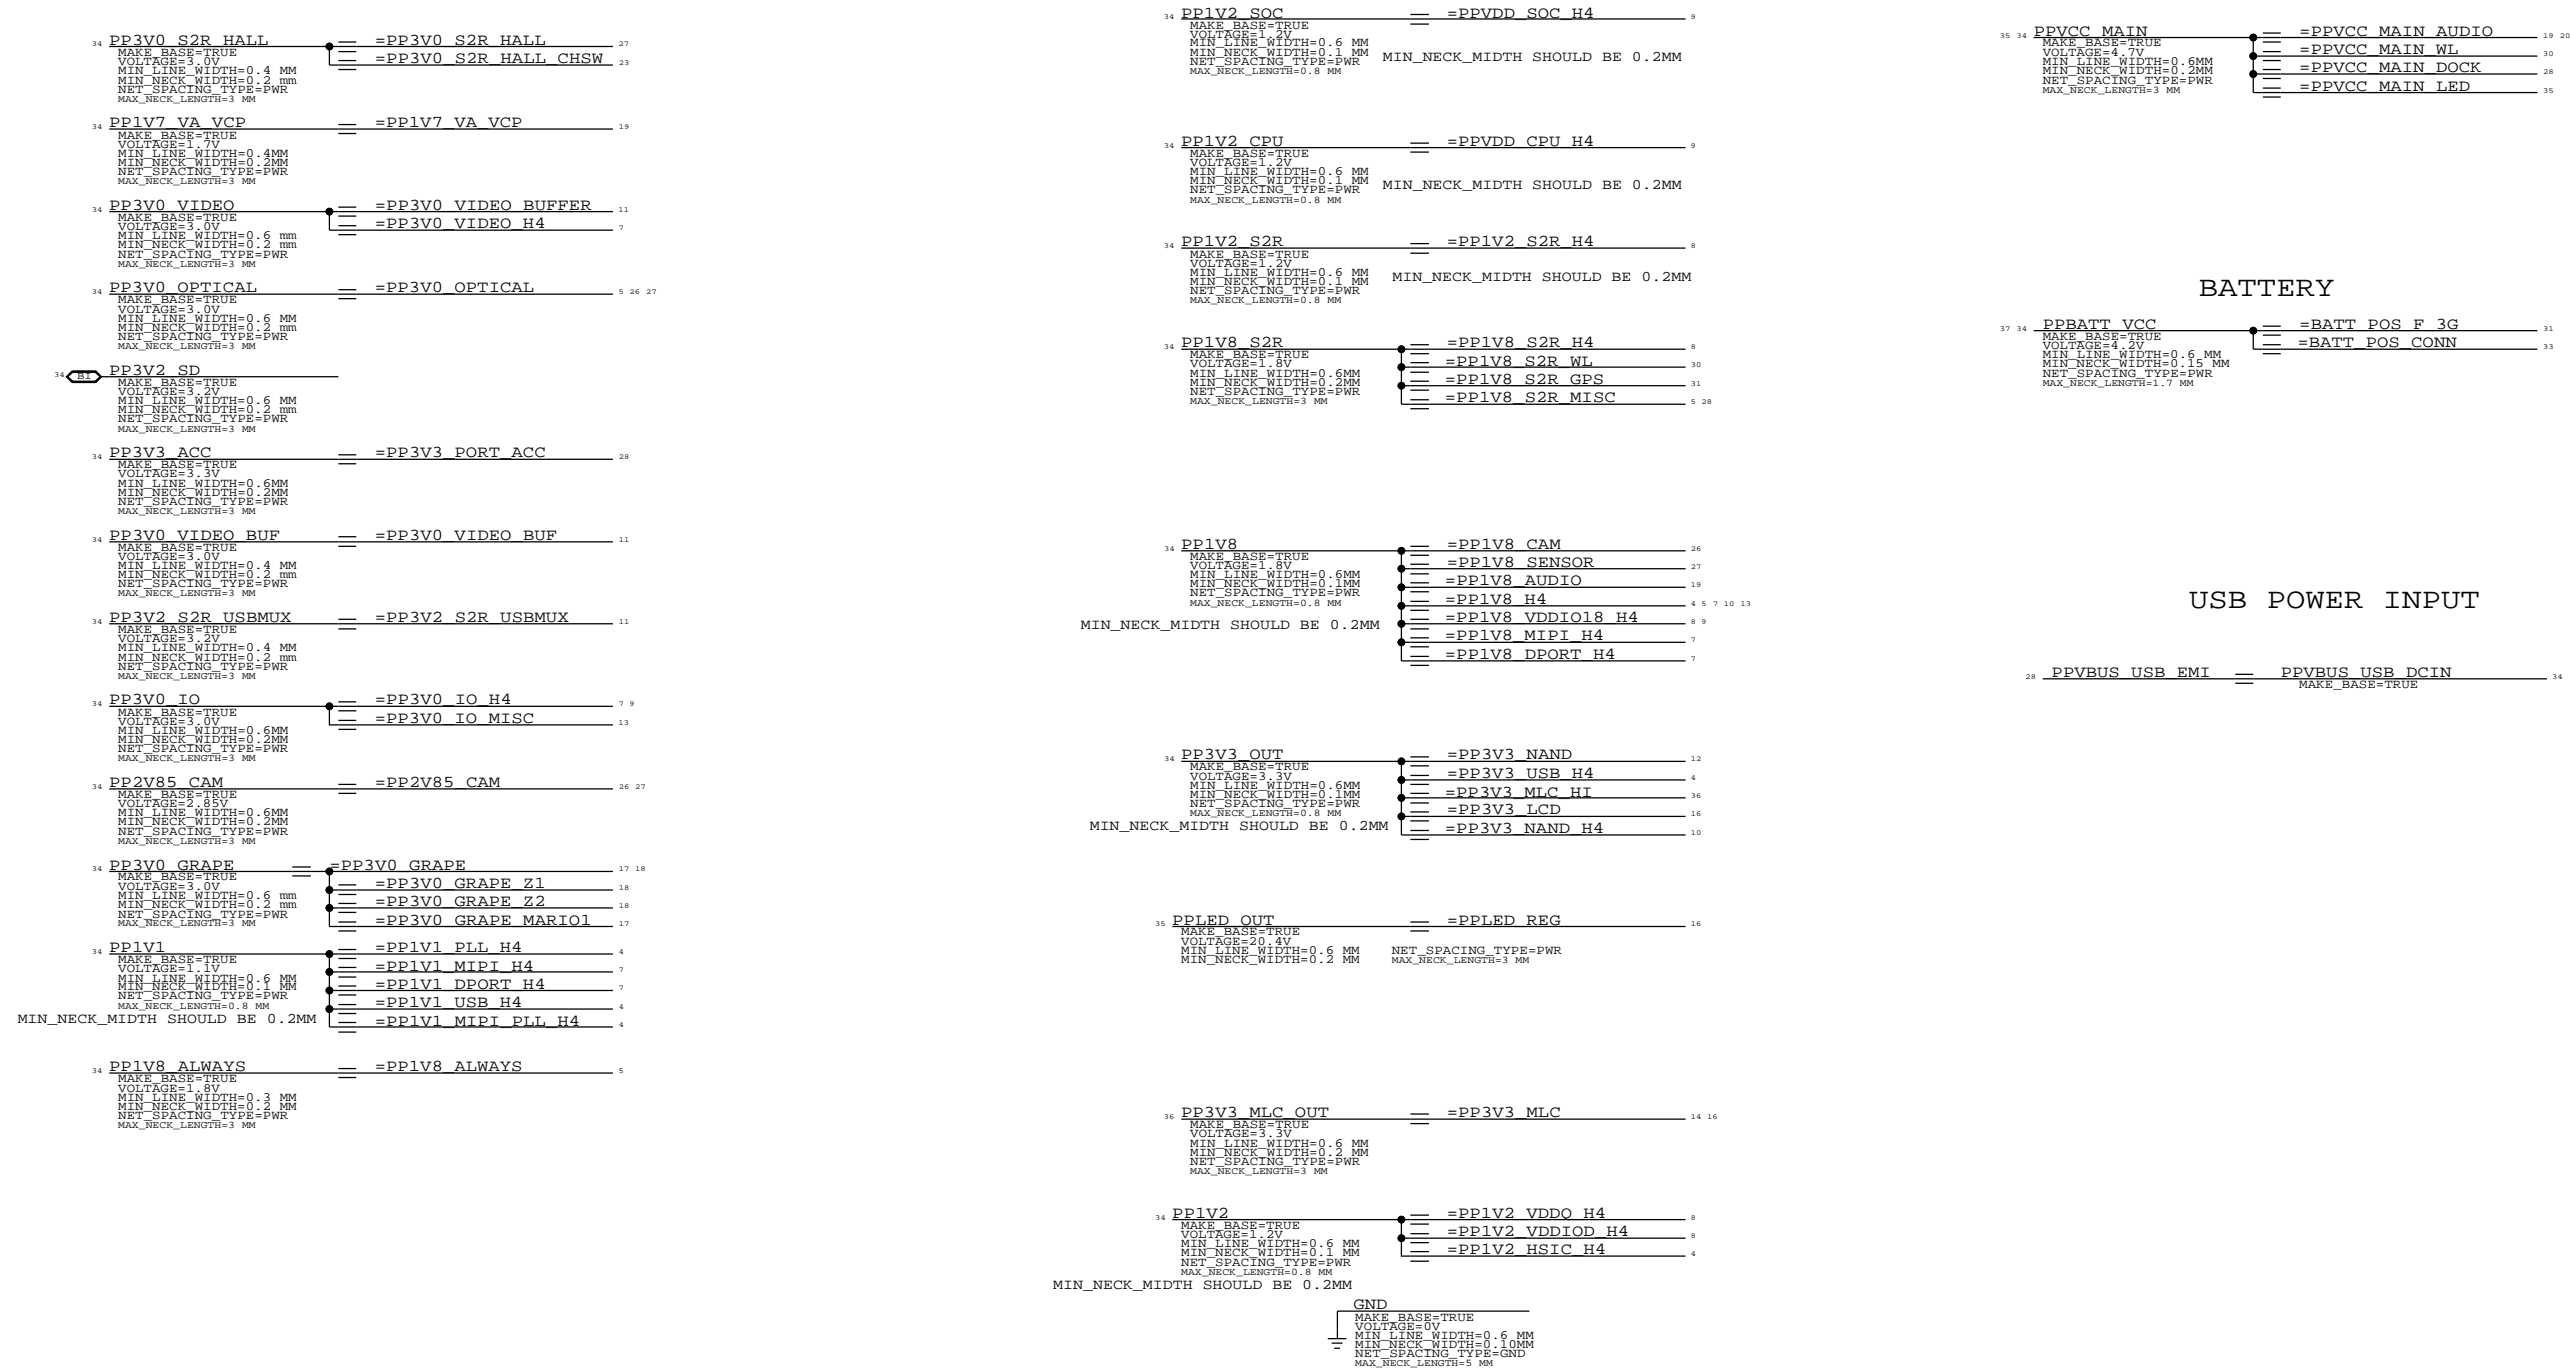 34 PP3V0_S2R_HALL =PP3V0_S2R_HALL 27
MAKE_BASE=TRUE
VOLTAGE=3.0V =PP3V0_S2R_HALL_CHSW 23
MIN_LINE_WIDTH=0.4 MM
MIN_NECK_WIDTH=0.2 mm
NET_SPACING_TYPE=PWR
MAX_NECK_LENGTH=3 MM
34 PP1V7_VA_VCP =PP1V7_VA_VCP 19
MAKE_BASE=TRUE
VOLTAGE=1.7V
MIN_LINE_WIDTH=0.4MM
MIN_NECK_WIDTH=0.2MM
NET_SPACING_TYPE=PWR
MAX_NECK_LENGTH=3 MM
34 PP3V0_VIDEO =PP3V0_VIDEO_BUFFER 11
MAKE_BASE=TRUE
VOLTAGE=3.0V =PP3V0_VIDEO_H4 7
MIN_LINE_WIDTH=0.6 mm
MIN_NECK_WIDTH=0.2 mm
NET_SPACING_TYPE=PWR
MAX_NECK_LENGTH=3 MM
34 PP3V0_OPTICAL =PP3V0_OPTICAL 5 26 27
MAKE_BASE=TRUE
VOLTAGE=3.0V
MIN_LINE_WIDTH=0.6 MM
MIN_NECK_WIDTH=0.2 mm
NET_SPACING_TYPE=PWR
MAX_NECK_LENGTH=3 MM
34 BI PP3V2_SD
MAKE_BASE=TRUE
VOLTAGE=3.2V
MIN_LINE_WIDTH=0.6 MM
MIN_NECK_WIDTH=0.2 mm
NET_SPACING_TYPE=PWR
MAX_NECK_LENGTH=3 MM
34 PP3V3_ACC =PP3V3_PORT_ACC 28
MAKE_BASE=TRUE
VOLTAGE=3.3V
MIN_LINE_WIDTH=0.6MM
MIN_NECK_WIDTH=0.2MM
NET_SPACING_TYPE=PWR
MAX_NECK_LENGTH=3 MM
34 PP3V0_VIDEO_BUF =PP3V0_VIDEO_BUF 11
MAKE_BASE=TRUE
VOLTAGE=3.0V
MIN_LINE_WIDTH=0.4 MM
MIN_NECK_WIDTH=0.2 mm
NET_SPACING_TYPE=PWR
MAX_NECK_LENGTH=3 MM
34 PP3V2_S2R_USBMUX =PP3V2_S2R_USBMUX 11
MAKE_BASE=TRUE
VOLTAGE=3.2V
MIN_LINE_WIDTH=0.4 MM
MIN_NECK_WIDTH=0.2 mm
NET_SPACING_TYPE=PWR
MAX_NECK_LENGTH=3 MM
34 PP3V0_IO =PP3V0_IO_H4 7 9
MAKE_BASE=TRUE
VOLTAGE=3.0V =PP3V0_IO_MISC 13
MIN_LINE_WIDTH=0.6MM
MIN_NECK_WIDTH=0.2MM
NET_SPACING_TYPE=PWR
MAX_NECK_LENGTH=3 MM
34 PP2V85_CAM =PP2V85_CAM 26 27
MAKE_BASE=TRUE
VOLTAGE=2.85V
MIN_LINE_WIDTH=0.6MM
MIN_NECK_WIDTH=0.2MM
NET_SPACING_TYPE=PWR
MAX_NECK_LENGTH=3 MM
34 PP3V0_GRAPE =PP3V0_GRAPE 17 18
MAKE_BASE=TRUE
VOLTAGE=3.0V =PP3V0_GRAPE_Z1 18
MIN_LINE_WIDTH=0.6 mm
MIN_NECK_WIDTH=0.2 mm =PP3V0_GRAPE_Z2 18
NET_SPACING_TYPE=PWR
MAX_NECK_LENGTH=3 MM =PP3V0_GRAPE_MARIO1 17
34 PP1V1 =PP1V1_PLL_H4 4
MAKE_BASE=TRUE
VOLTAGE=1.1V =PP1V1_MIPI_H4 7
MIN_LINE_WIDTH=0.6 MM
MIN_NECK_WIDTH=0.1 MM =PP1V1_DPORT_H4 7
NET_SPACING_TYPE=PWR
MAX_NECK_LENGTH=0.8 MM =PP1V1_USB_H4 4
MIN_NECK_MIDTH SHOULD BE 0.2MM =PP1V1_MIPI_PLL_H4 4
34 PP1V8_ALWAYS =PP1V8_ALWAYS 5
MAKE_BASE=TRUE
VOLTAGE=1.8V
MIN_LINE_WIDTH=0.3 MM
MIN_NECK_WIDTH=0.2 MM
NET_SPACING_TYPE=PWR
MAX_NECK_LENGTH=3 MM
34 PP1V2_SOC =PPVDD_SOC_H4 9
MAKE_BASE=TRUE
VOLTAGE=1.2V
MIN_LINE_WIDTH=0.6 MM
MIN_NECK_WIDTH=0.1 MM
NET_SPACING_TYPE=PWR MIN_NECK_MIDTH SHOULD BE 0.2MM
MAX_NECK_LENGTH=0.8 MM
34 PP1V2_CPU =PPVDD_CPU_H4 9
MAKE_BASE=TRUE
VOLTAGE=1.2V
MIN_LINE_WIDTH=0.6 MM
MIN_NECK_WIDTH=0.1 MM
NET_SPACING_TYPE=PWR MIN_NECK_MIDTH SHOULD BE 0.2MM
MAX_NECK_LENGTH=0.8 MM
34 PP1V2_S2R =PP1V2_S2R_H4 8
MAKE_BASE=TRUE
VOLTAGE=1.2V
MIN_LINE_WIDTH=0.6 MM
MIN_NECK_WIDTH=0.1 MM MIN_NECK_MIDTH SHOULD BE 0.2MM
NET_SPACING_TYPE=PWR
MAX_NECK_LENGTH=0.8 MM
34 PP1V8_S2R =PP1V8_S2R_H4 8
MAKE_BASE=TRUE
VOLTAGE=1.8V =PP1V8_S2R_WL 30
MIN_LINE_WIDTH=0.6MM
MIN_NECK_WIDTH=0.2MM =PP1V8_S2R_GPS 31
NET_SPACING_TYPE=PWR
MAX_NECK_LENGTH=3 MM =PP1V8_S2R_MISC 5 28
34 PP1V8 =PP1V8_CAM 26
MAKE_BASE=TRUE
VOLTAGE=1.8V =PP1V8_SENSOR 27
MIN_LINE_WIDTH=0.6MM
MIN_NECK_WIDTH=0.1MM =PP1V8_AUDIO 19
NET_SPACING_TYPE=PWR
MAX_NECK_LENGTH=0.8 MM =PP1V8_H4 4 5 7 10 13
MIN_NECK_MIDTH SHOULD BE 0.2MM =PP1V8_VDDIO18_H4 8 9
=PP1V8_MIPI_H4 7
=PP1V8_DPORT_H4 7
34 PP3V3_OUT =PP3V3_NAND 12
MAKE_BASE=TRUE
VOLTAGE=3.3V =PP3V3_USB_H4 4
MIN_LINE_WIDTH=0.6MM
MIN_NECK_WIDTH=0.1MM =PP3V3_MLC_HI 36
NET_SPACING_TYPE=PWR
MAX_NECK_LENGTH=0.8 MM =PP3V3_LCD 16
MIN_NECK_MIDTH SHOULD BE 0.2MM =PP3V3_NAND_H4 10
35 PPLED_OUT =PPLED_REG 16
MAKE_BASE=TRUE
VOLTAGE=20.4V
MIN_LINE_WIDTH=0.6 MM NET_SPACING_TYPE=PWR
MIN_NECK_WIDTH=0.2 MM MAX_NECK_LENGTH=3 MM
36 PP3V3_MLC_OUT =PP3V3_MLC 14 16
MAKE_BASE=TRUE
VOLTAGE=3.3V
MIN_LINE_WIDTH=0.6 MM
MIN_NECK_WIDTH=0.2 MM
NET_SPACING_TYPE=PWR
MAX_NECK_LENGTH=3 MM
34 PP1V2 =PP1V2_VDDQ_H4 8
MAKE_BASE=TRUE
VOLTAGE=1.2V =PP1V2_VDDIOD_H4 8
MIN_LINE_WIDTH=0.6 MM
MIN_NECK_WIDTH=0.1 MM =PP1V2_HSIC_H4 4
NET_SPACING_TYPE=PWR
MAX_NECK_LENGTH=0.8 MM
MIN_NECK_MIDTH SHOULD BE 0.2MM
GND
MAKE_BASE=TRUE
VOLTAGE=0V
MIN_LINE_WIDTH=0.6 MM
MIN_NECK_WIDTH=0.10MM
NET_SPACING_TYPE=GND
MAX_NECK_LENGTH=5 MM
35 34 PPVCC_MAIN =PPVCC_MAIN_AUDIO 19 20
MAKE_BASE=TRUE
VOLTAGE=4.7V =PPVCC_MAIN_WL 30
MIN_LINE_WIDTH=0.6MM
MIN_NECK_WIDTH=0.2MM =PPVCC_MAIN_DOCK 28
NET_SPACING_TYPE=PWR
MAX_NECK_LENGTH=3 MM =PPVCC_MAIN_LED 35
BATTERY
37 34 PPBATT_VCC =BATT_POS_F_3G 31
MAKE_BASE=TRUE
VOLTAGE=4.2V =BATT_POS_CONN 33
MIN_LINE_WIDTH=0.6 MM
MIN_NECK_WIDTH=0.15 MM
NET_SPACING_TYPE=PWR
MAX_NECK_LENGTH=1.7 MM
USB POWER INPUT
28 PPVBUS_USB_EMI PPVBUS_USB_DCIN 34
MAKE_BASE=TRUE